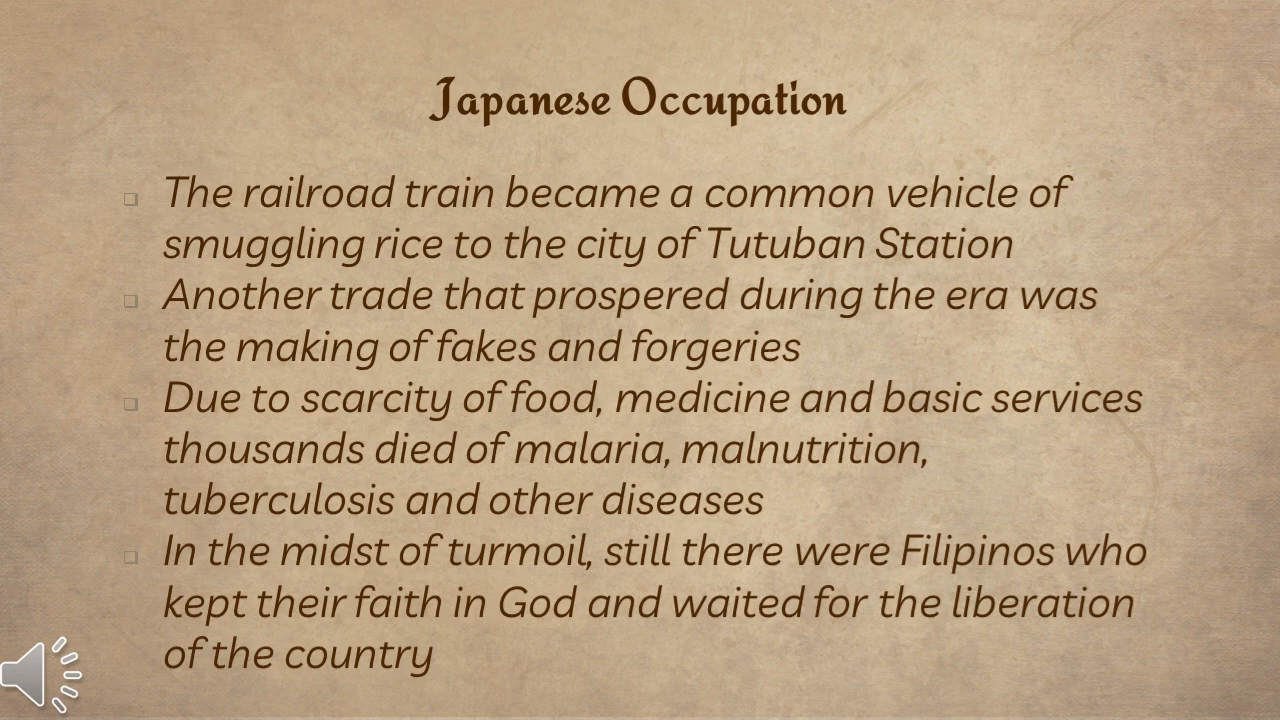 Japanese Occupation
The railroad train became a common vehicle of
smuggling rice to the city of Tutuban Station
Another trade that prospered during the era was
the making of fakes and forgeries
Due to scarcity of food, medicine and basic services
thousands died of malaria, malnutrition,
tuberculosis and other diseases
In the midst of turmoil, still there were Filipinos who
kept their faith in God and waited for the liberation
of the country